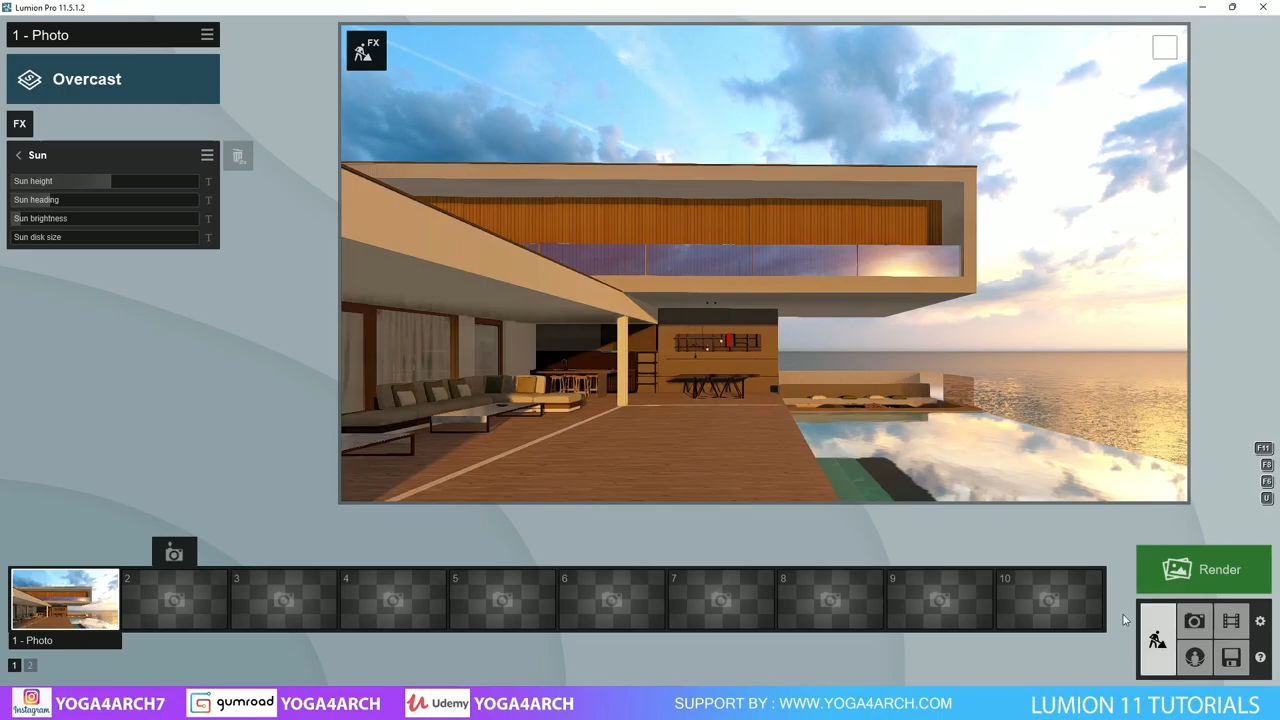 Lumion Pro 11.5.1.2
1 - Photo
Overcast
FX
Sun
Sun height
T
Sun heading
T
Sun brightness
T
Sun disk size
T
FX
F11
F8
F6
U
2
3
4
5
6
7
8
9
10
1 - Photo
1 2
Render
?
Instagram YOGA4ARCH7 gumroad YOGA4ARCH Udemy YOGA4ARCH SUPPORT BY : WWW.YOGA4ARCH.COM LUMION 11 TUTORIALS